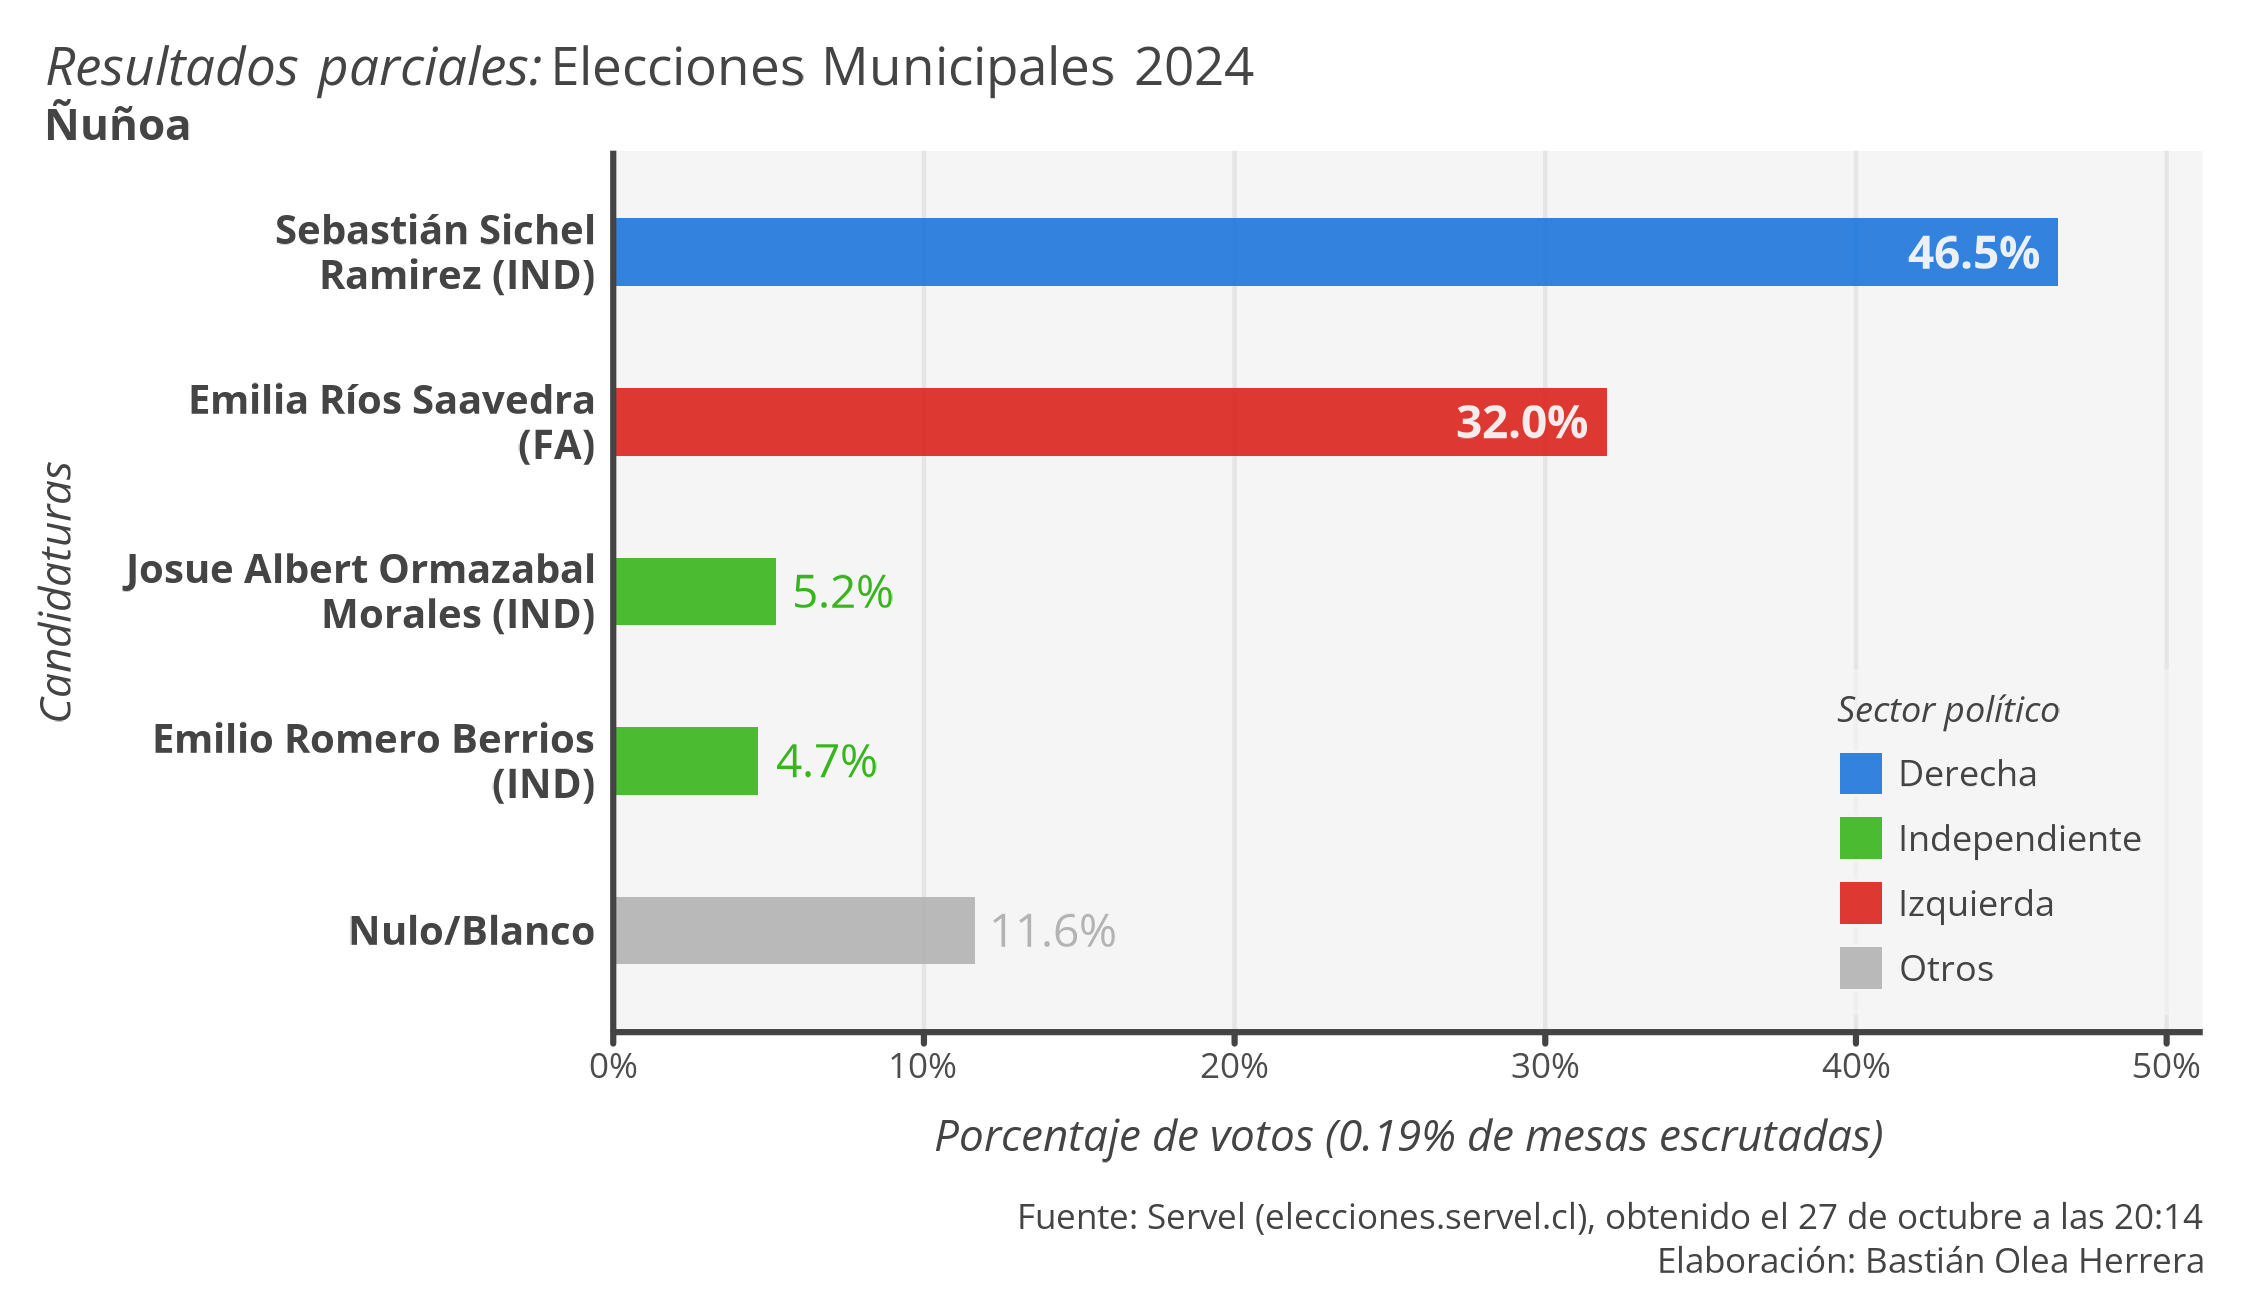 Resultados parciales: Elecciones Municipales 2024
Ñuñoa
Candidaturas
Sebastián Sichel
Ramirez (IND)
46.5%
Emilia Ríos Saavedra
(FA)
32.0%
Josue Albert Ormazabal
Morales (IND)
5.2%
Emilio Romero Berrios
(IND)
4.7%
Nulo/Blanco
11.6%
Sector político
Derecha
Independiente
Izquierda
Otros
0% 10% 20% 30% 40% 50%
Porcentaje de votos (0.19% de mesas escrutadas)
Fuente: Servel (elecciones.servel.cl), obtenido el 27 de octubre a las 20:14
Elaboración: Bastián Olea Herrera